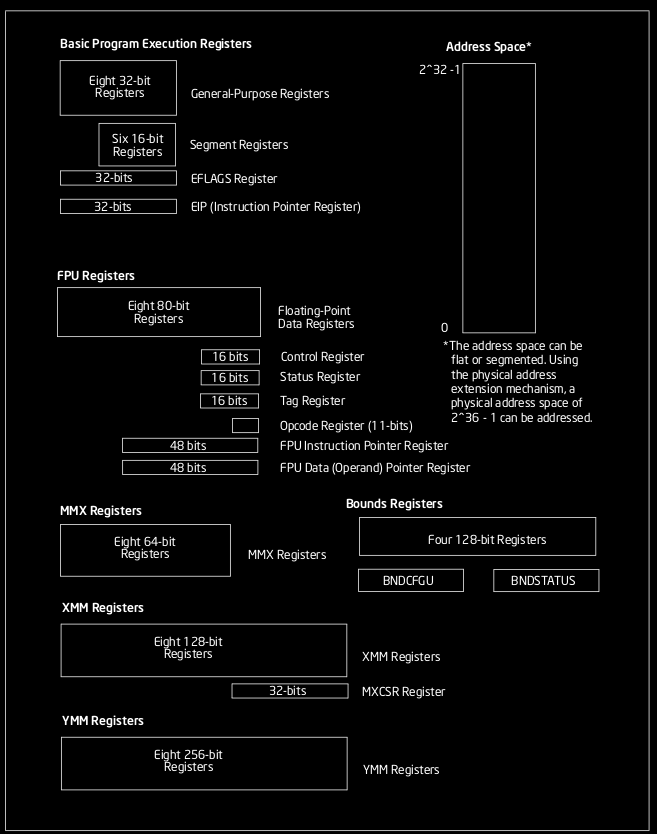 Basic Program Execution Registers
Address Space*
2^32 -1
Eight 32-bit
Registers
General-Purpose Registers
Six 16-bit
Registers
Segment Registers
32-bits
EFLAGS Register
32-bits
EIP (Instruction Pointer Register)
FPU Registers
Eight 80-bit
Registers
Floating-Point
Data Registers
0
*The address space can be
flat or segmented. Using
the physical address
extension mechanism, a
physical address space of
2^36 - 1 can be addressed.
16 bits
Control Register
16 bits
Status Register
16 bits
Tag Register
Opcode Register (11-bits)
48 bits
FPU Instruction Pointer Register
48 bits
FPU Data (Operand) Pointer Register
MMX Registers
Eight 64-bit
Registers
MMX Registers
Bounds Registers
Four 128-bit Registers
BNDCFGU
BNDSTATUS
XMM Registers
Eight 128-bit
Registers
XMM Registers
32-bits
MXCSR Register
YMM Registers
Eight 256-bit
Registers
YMM Registers